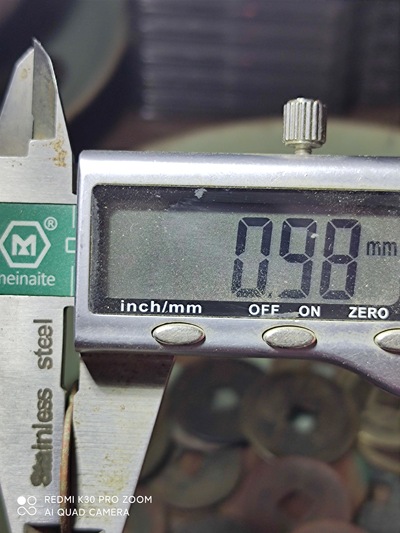 0.98 mm
M®
meinaite
inch/mm OFF ON ZERO
Stainless steel
REDMI K30 PRO ZOOM
AI QUAD CAMERA